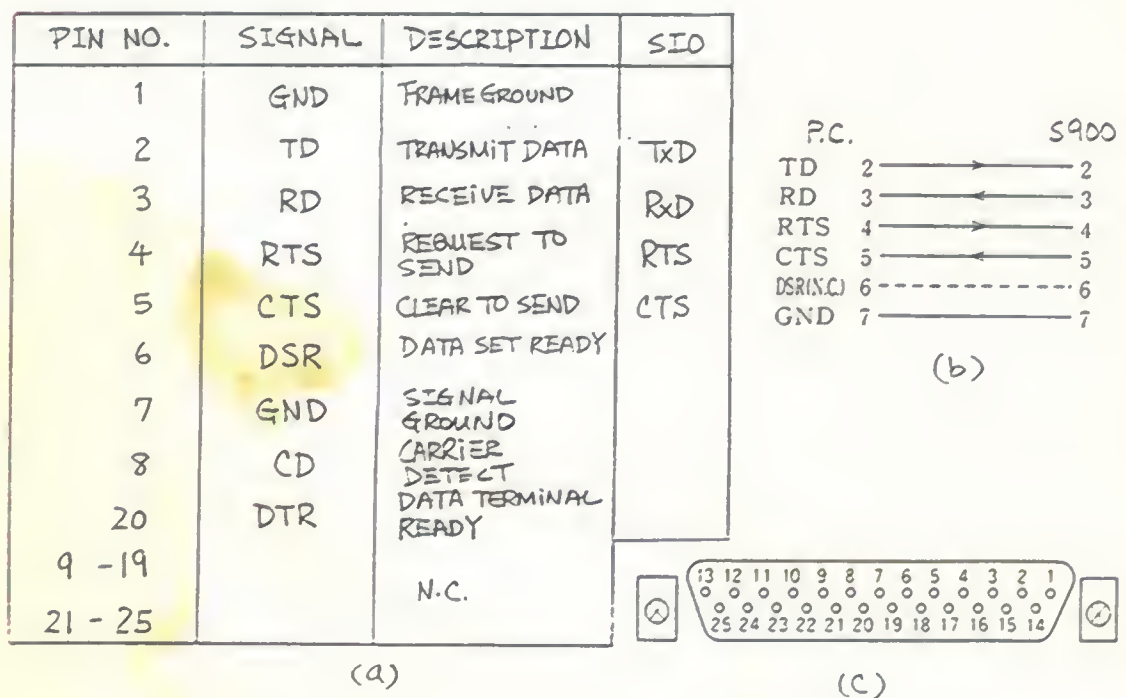 PIN NO. SIGNAL DESCRIPTION SIO
1 GND FRAME GROUND
2 TD TRANSMIT DATA TxD
3 RD RECEIVE DATA RxD
4 RTS REQUEST TO SEND RTS
5 CTS CLEAR TO SEND CTS
6 DSR DATA SET READY
7 GND SIGNAL GROUND
8 CD CARRIER DETECT
20 DTR DATA TERMINAL READY
9 - 19
N.C.
21 - 25
(a)
P.C. S900
TD 2 2
RD 3 3
RTS 4 4
CTS 5 5
DSR(N.C.) 6 6
GND 7 7
(b)
13 12 11 10 9 8 7 6 5 4 3 2 1
25 24 23 22 21 20 19 18 17 16 15 14
(c)